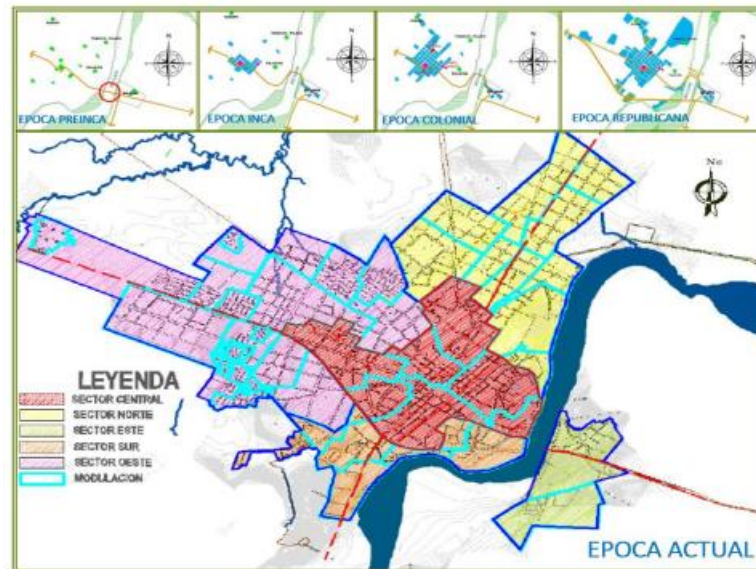 EPOCA PREINCA
EPOCA INCA
EPOCA COLONIAL
EPOCA REPUBLICANA
LEYENDA
SECTOR CENTRAL
SECTOR NORTE
SECTOR ESTE
SECTOR SUR
SECTOR OESTE
MODULACION
EPOCA ACTUAL